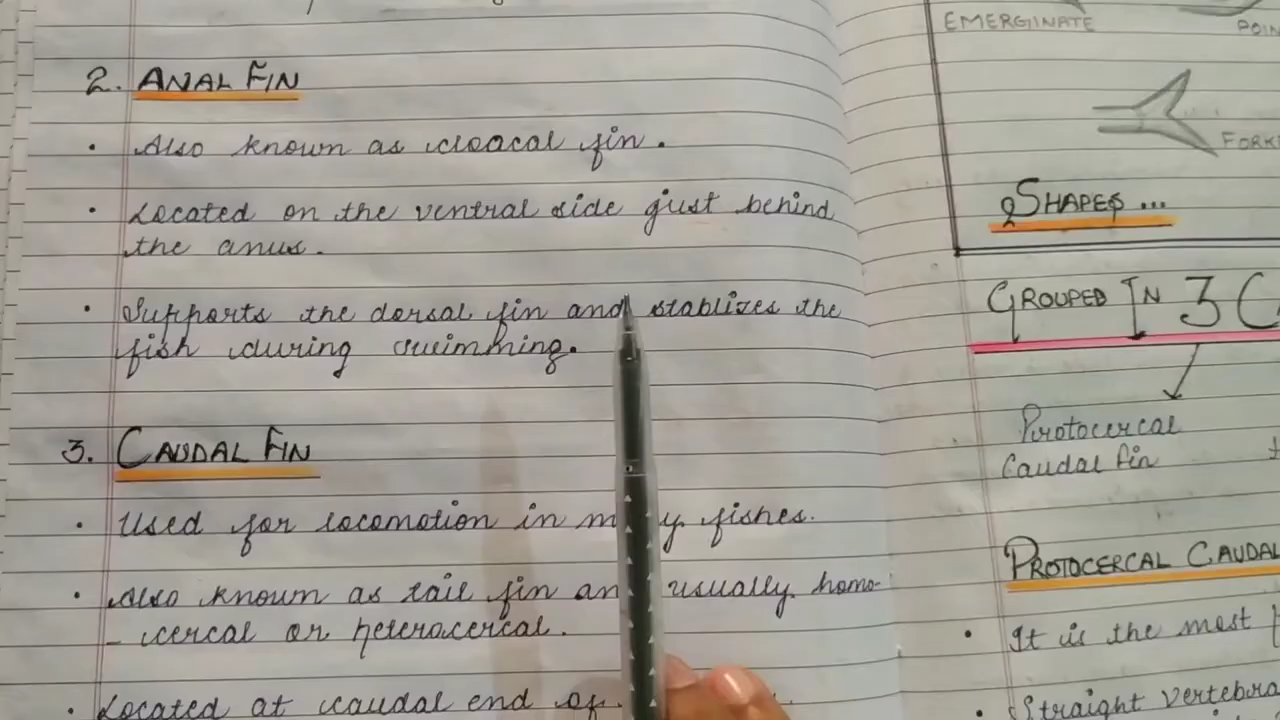 2. ANAL FIN
• Also known as cloacal fin.
• Located on the ventral side just behind
the anus.
• Supports the dorsal fin and stablizes the
fish during swimming.
3. CAUDAL FIN
• Used for locomotion in m y fishes.
• Also known as tail fin an usually homo-
- cercal or heterocercal.
• Located at caudal end of
EMERGINATE
POIN
FORK
SHAPES...
GROUPED IN 3 C
Protocercal
Caudal fin
PROTOCERCAL CAUDAL
• It is the most
• Straight vertebra